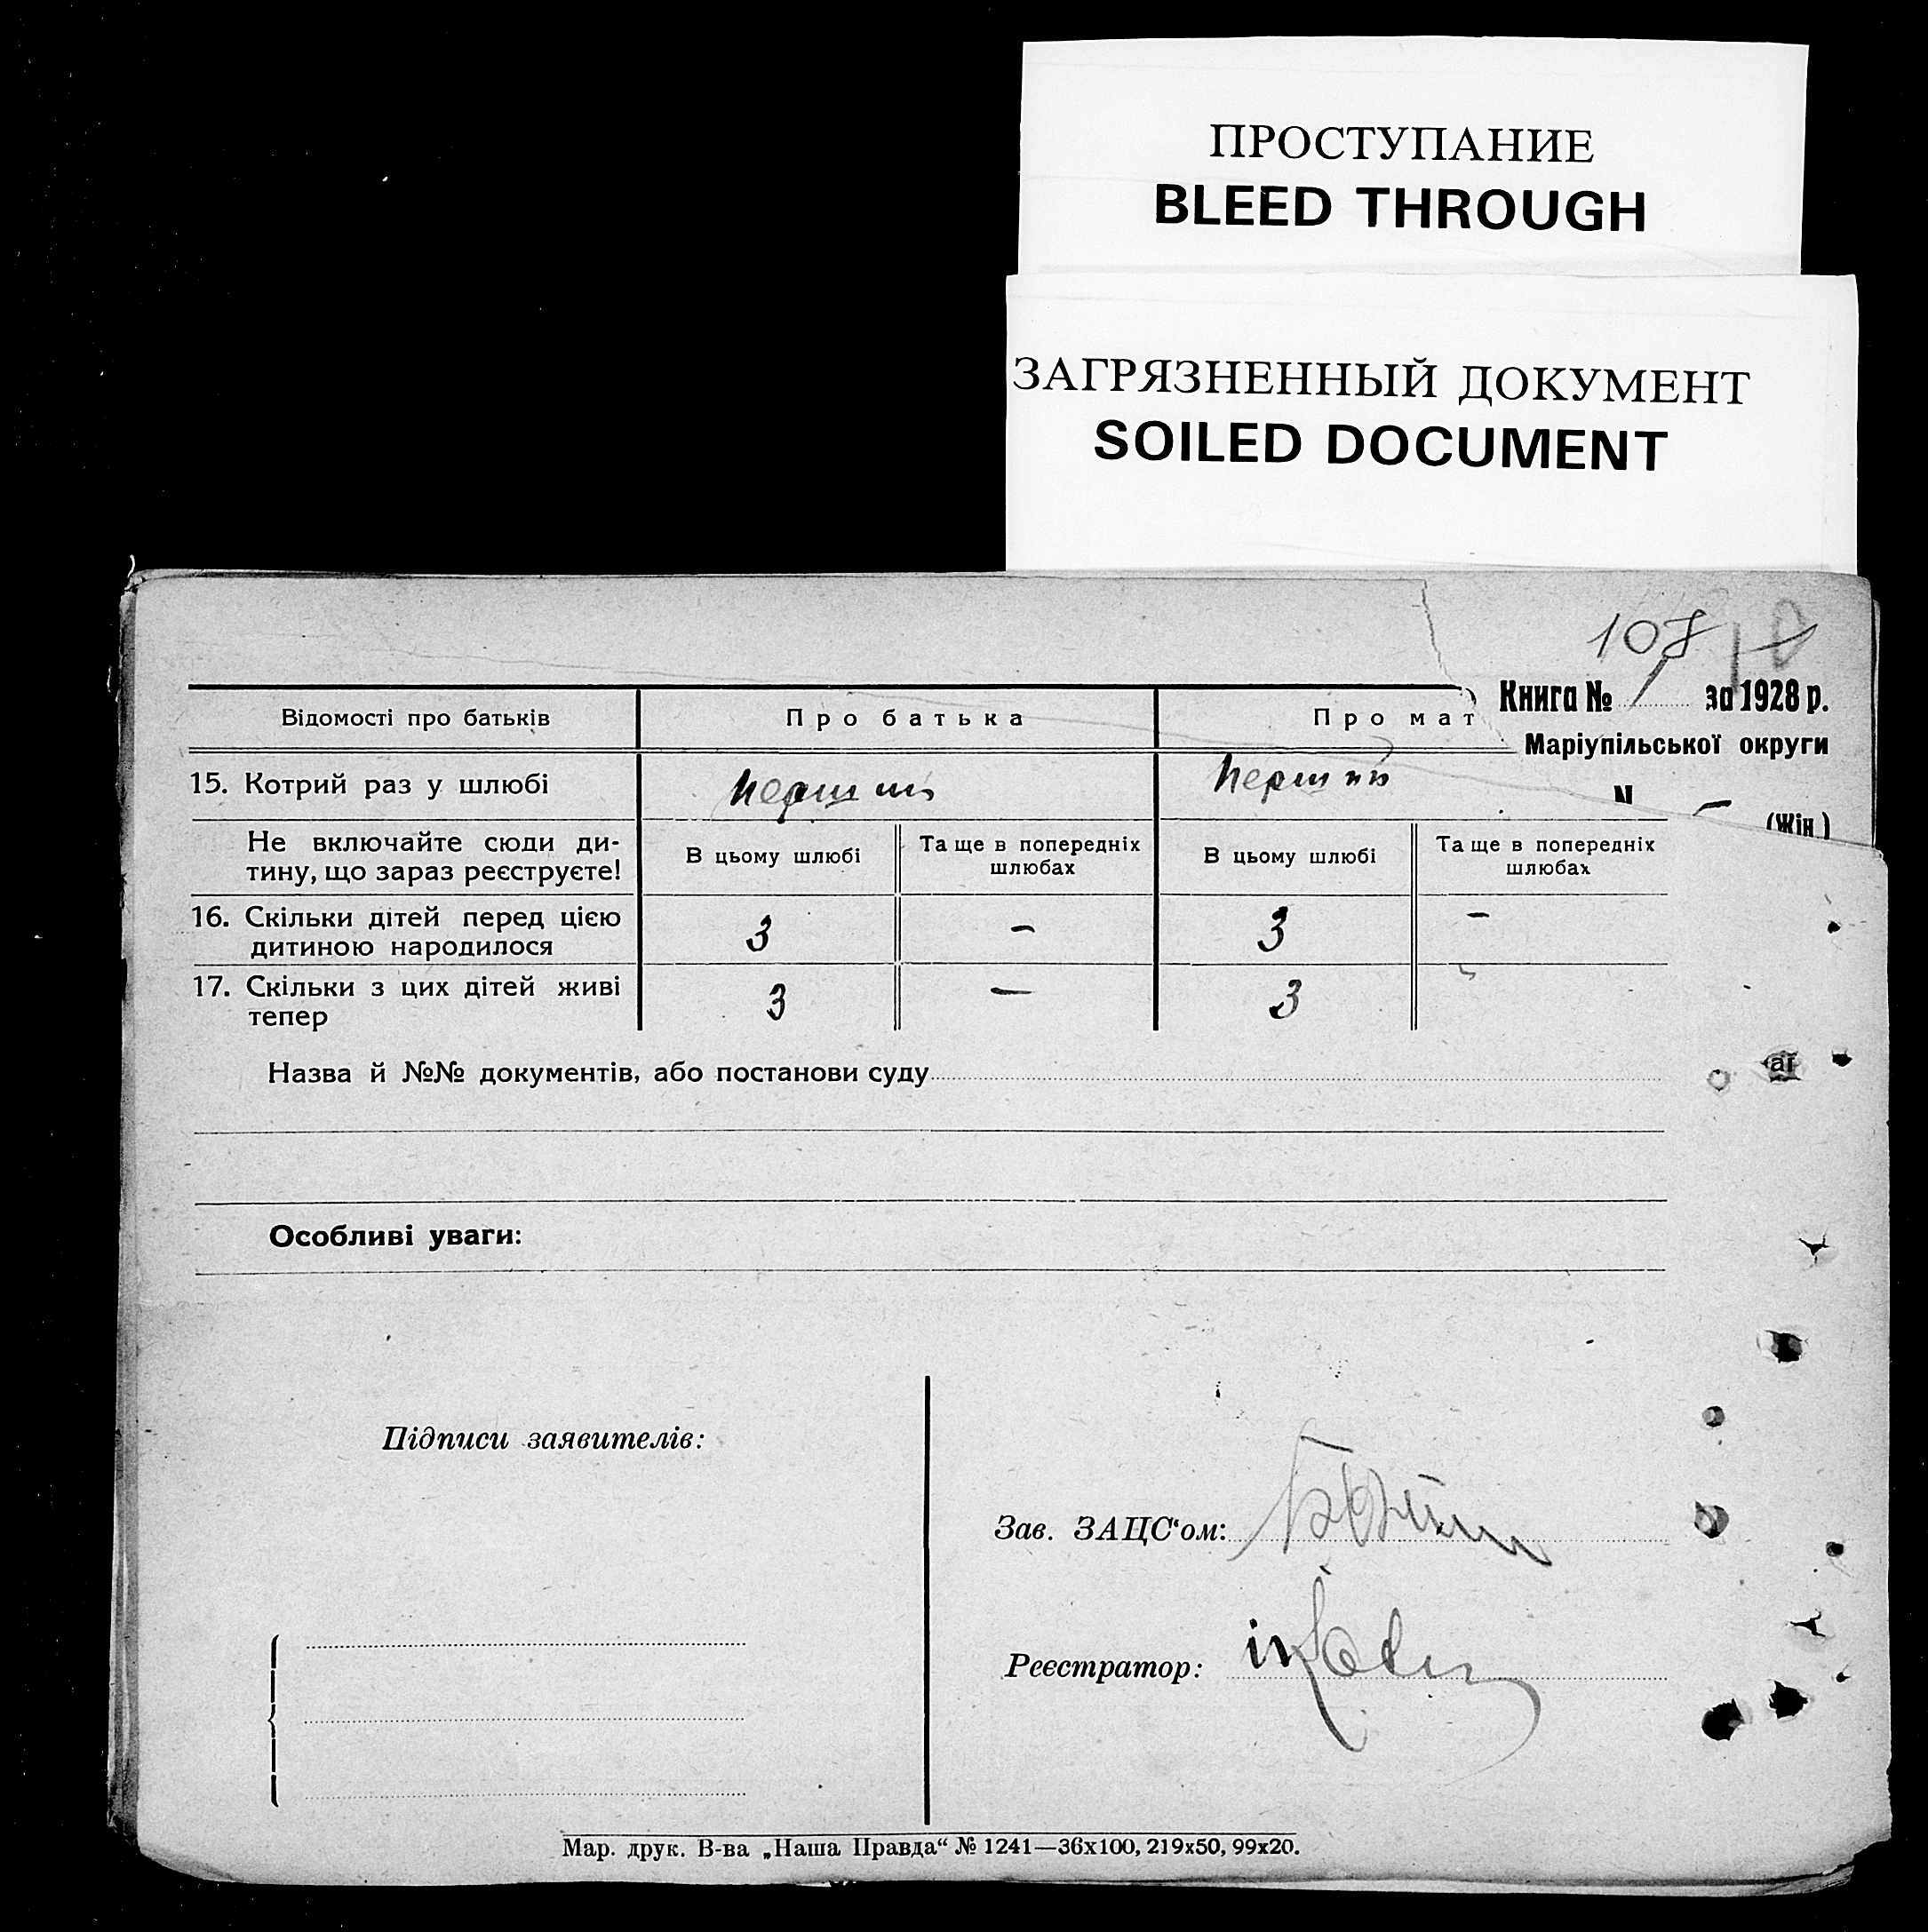 ПРОСТУПАНИЕ
BLEED THROUGH
ЗАГРЯЗНЕННЫЙ ДОКУМЕНТ
SOILED DOCUMENT
107
Книга № 1 за 1928 р.
Маріупільської округи
(Жін.)
Відомості про батьків
Про батька
Про мат
15. Котрий раз у шлюбі
перший
перший
Не включайте сюди ди-
тину, що зараз реєструєте!
В цьому шлюбі
Та ще в попередніх
шлюбах
В цьому шлюбі
Та ще в попередніх
шлюбах
16. Скільки дітей перед цією
дитиною народилося
3
–
3
–
17. Скільки з цих дітей живі
тепер
3
–
3
Назва й №№ документів, або постанови суду
Особливі уваги:
Підписи заявителів:
Зав. ЗАЦС‘ом:
Реєстратор:
Мар. друк. В-ва „Наша Правда“ № 1241—36х100, 219х50, 99х20.